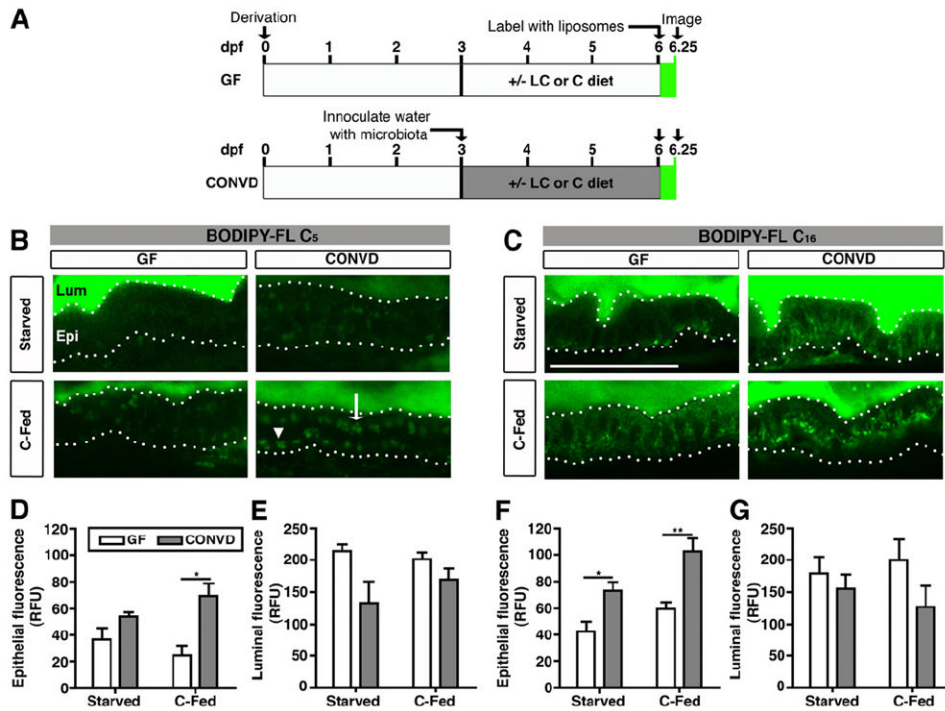 A
Derivation
Label with liposomes
Image
dpf 0 1 2 3 4 5 6 6.25
GF
+/- LC or C diet
Innoculate water
with microbiota
dpf 0 1 2 3 4 5 6 6.25
CONVD
+/- LC or C diet
B
BODIPY-FL C₅
GF CONVD
Starved
Lum
Epi
C-Fed
C
BODIPY-FL C₁₆
GF CONVD
Starved
C-Fed
D
Epithelial fluorescence
(RFU)
120
100
80
60
40
20
0
GF CONVD
*
Starved C-Fed
E
Luminal fluorescence
(RFU)
250
200
150
100
50
0
Starved C-Fed
F
Epithelial fluorescence
(RFU)
120
100
80
60
40
20
0
*
**
Starved C-Fed
G
Luminal fluorescence
(RFU)
250
200
150
100
50
0
Starved C-Fed